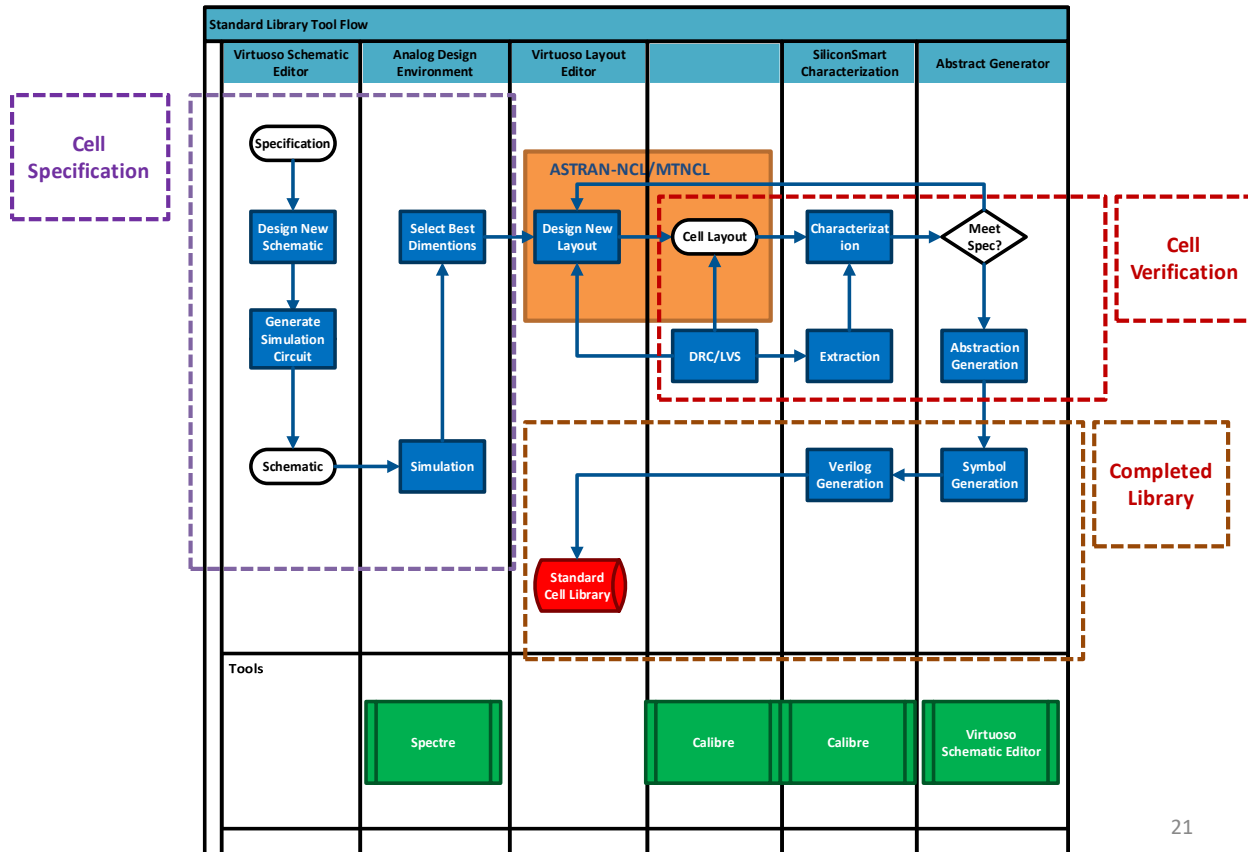 Standard Library Tool Flow
Virtuoso Schematic
Editor
Analog Design
Environment
Virtuoso Layout
Editor
SiliconSmart
Characterization
Abstract Generator
Cell
Specification
Specification
ASTRAN-NCL/MTNCL
Design New
Schematic
Select Best
Dimentions
Design New
Layout
Cell Layout
Characterizat
ion
Meet
Spec?
Cell
Verification
Generate
Simulation
Circuit
DRC/LVS
Extraction
Abstraction
Generation
Schematic
Simulation
Verilog
Generation
Symbol
Generation
Completed
Library
Standard
Cell Library
Tools
Spectre
Calibre
Calibre
Virtuoso
Schematic Editor
21